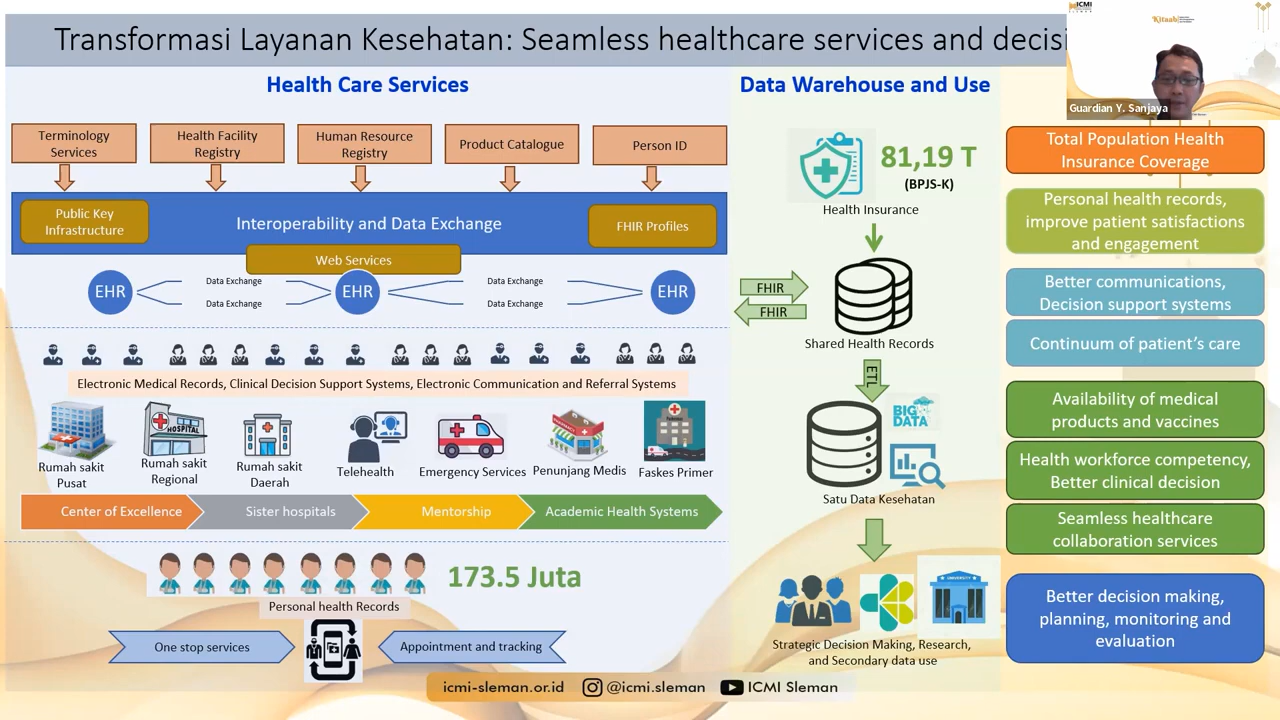 Transformasi Layanan Kesehatan: Seamless healthcare services and decisi
ICMI
Kitaab
Guardian Y. Sanjaya
Health Care Services
Terminology
Services
Health Facility
Registry
Human Resource
Registry
Product Catalogue
Person ID
Public Key
Infrastructure
Interoperability and Data Exchange
FHIR Profiles
Web Services
EHR
Data Exchange
Data Exchange
EHR
Data Exchange
Data Exchange
EHR
Electronic Medical Records, Clinical Decision Support Systems, Electronic Communication and Referral Systems
HOSPITAL
Rumah sakit
Pusat
Rumah sakit
Regional
Rumah sakit
Daerah
Telehealth
Emergency Services
Penunjang Medis
Faskes Primer
Center of Excellence
Sister hospitals
Mentorship
Academic Health Systems
173.5 Juta
Personal health Records
One stop services
Appointment and tracking
Data Warehouse and Use
81,19 T
(BPJS-K)
Health Insurance
FHIR
FHIR
Shared Health Records
ETL
BIG
DATA
Satu Data Kesehatan
UNIVERSITY
Strategic Decision Making, Research,
and Secondary data use
Total Population Health
Insurance Coverage
Personal health records,
improve patient satisfactions
and engagement
Better communications,
Decision support systems
Continuum of patient's care
Availability of medical
products and vaccines
Health workforce competency,
Better clinical decision
Seamless healthcare
collaboration services
Better decision making,
planning, monitoring and
evaluation
icmi-sleman.or.id
@icmi.sleman
ICMI Sleman